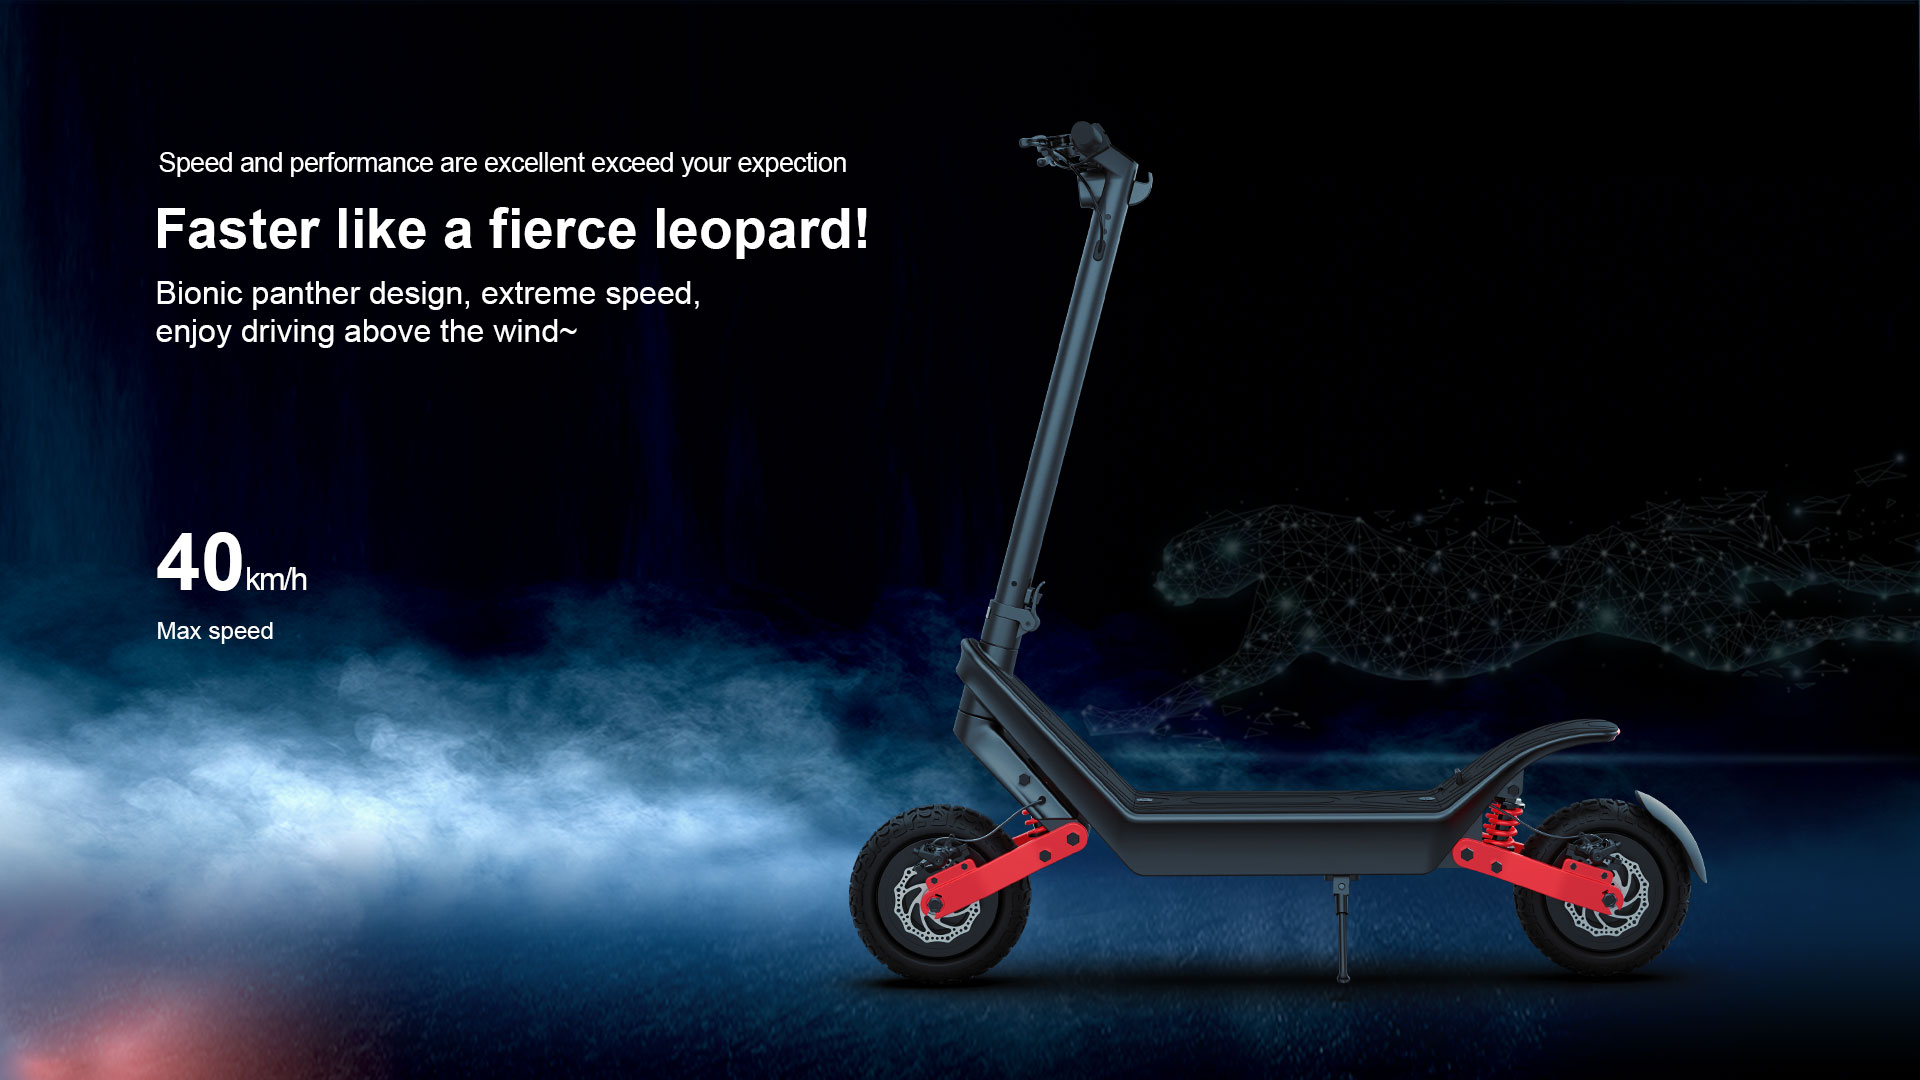 Speed and performance are excellent exceed your expection
Faster like a fierce leopard!
Bionic panther design, extreme speed,
enjoy driving above the wind~
40km/h
Max speed